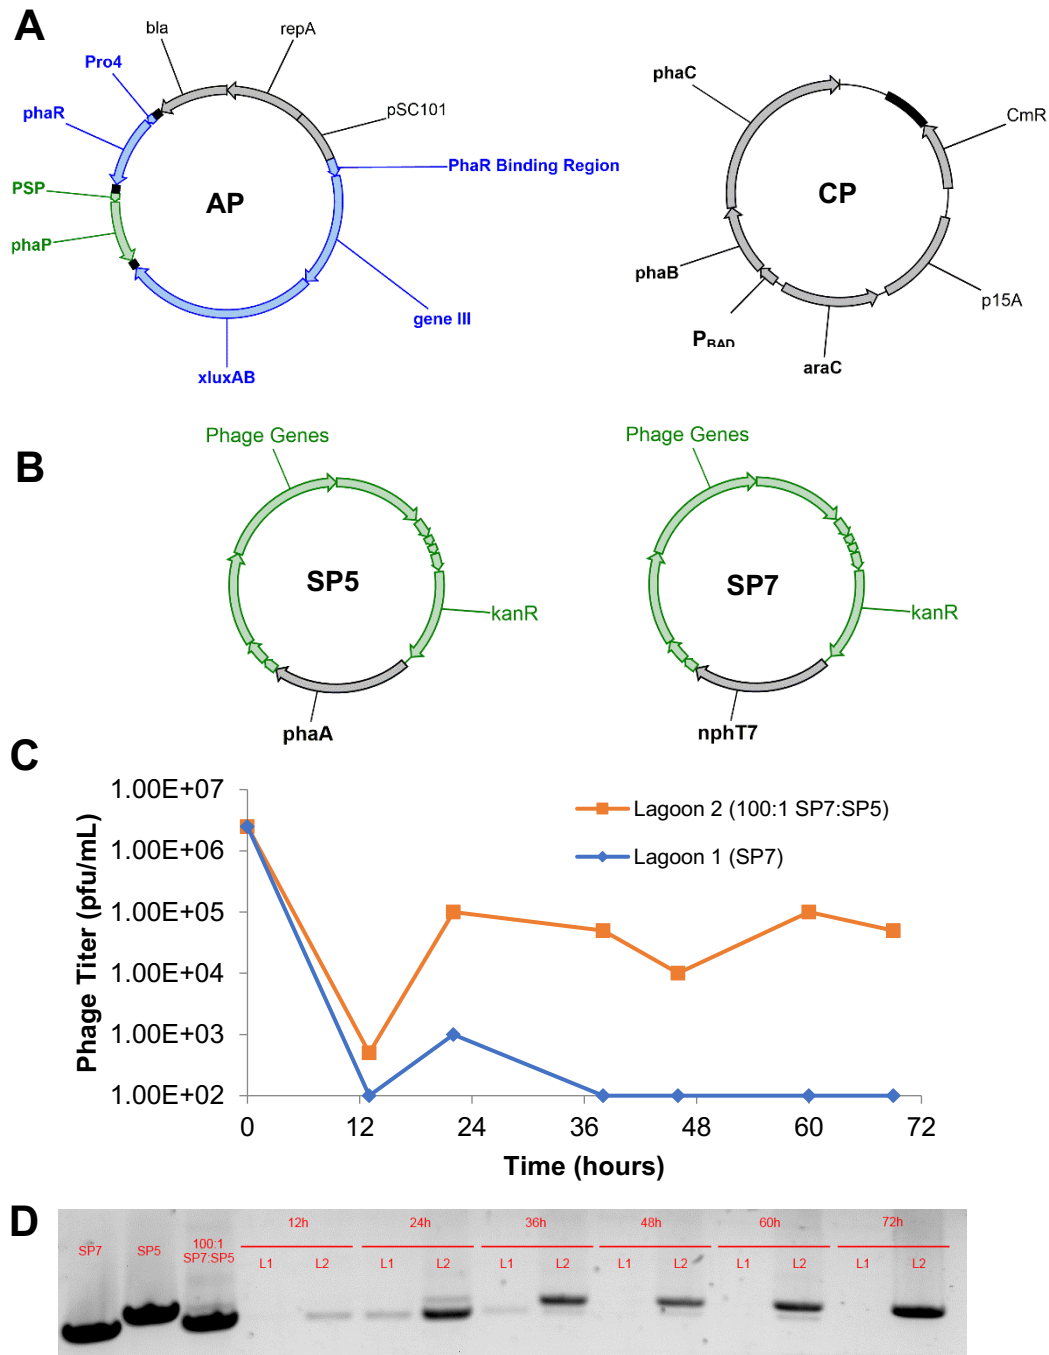 A
bla
repA
Pro4
phaR
pSC101
PhaR Binding Region
PSP
phaP
AP
gene III
xluxAB
phaC
CmR
CP
phaB
p15A
PBAD
araC
B
Phage Genes
SP5
kanR
phaA
Phage Genes
SP7
kanR
nphT7
C
Phage Titer (pfu/mL)
1.00E+07
1.00E+06
1.00E+05
1.00E+04
1.00E+03
1.00E+02
Lagoon 2 (100:1 SP7:SP5)
Lagoon 1 (SP7)
0 12 24 36 48 60 72
Time (hours)
D
SP7
SP5
100:1
SP7:SP5
12h 24h 36h 48h 60h 72h
L1 L2 L1 L2 L1 L2 L1 L2 L1 L2 L1 L2